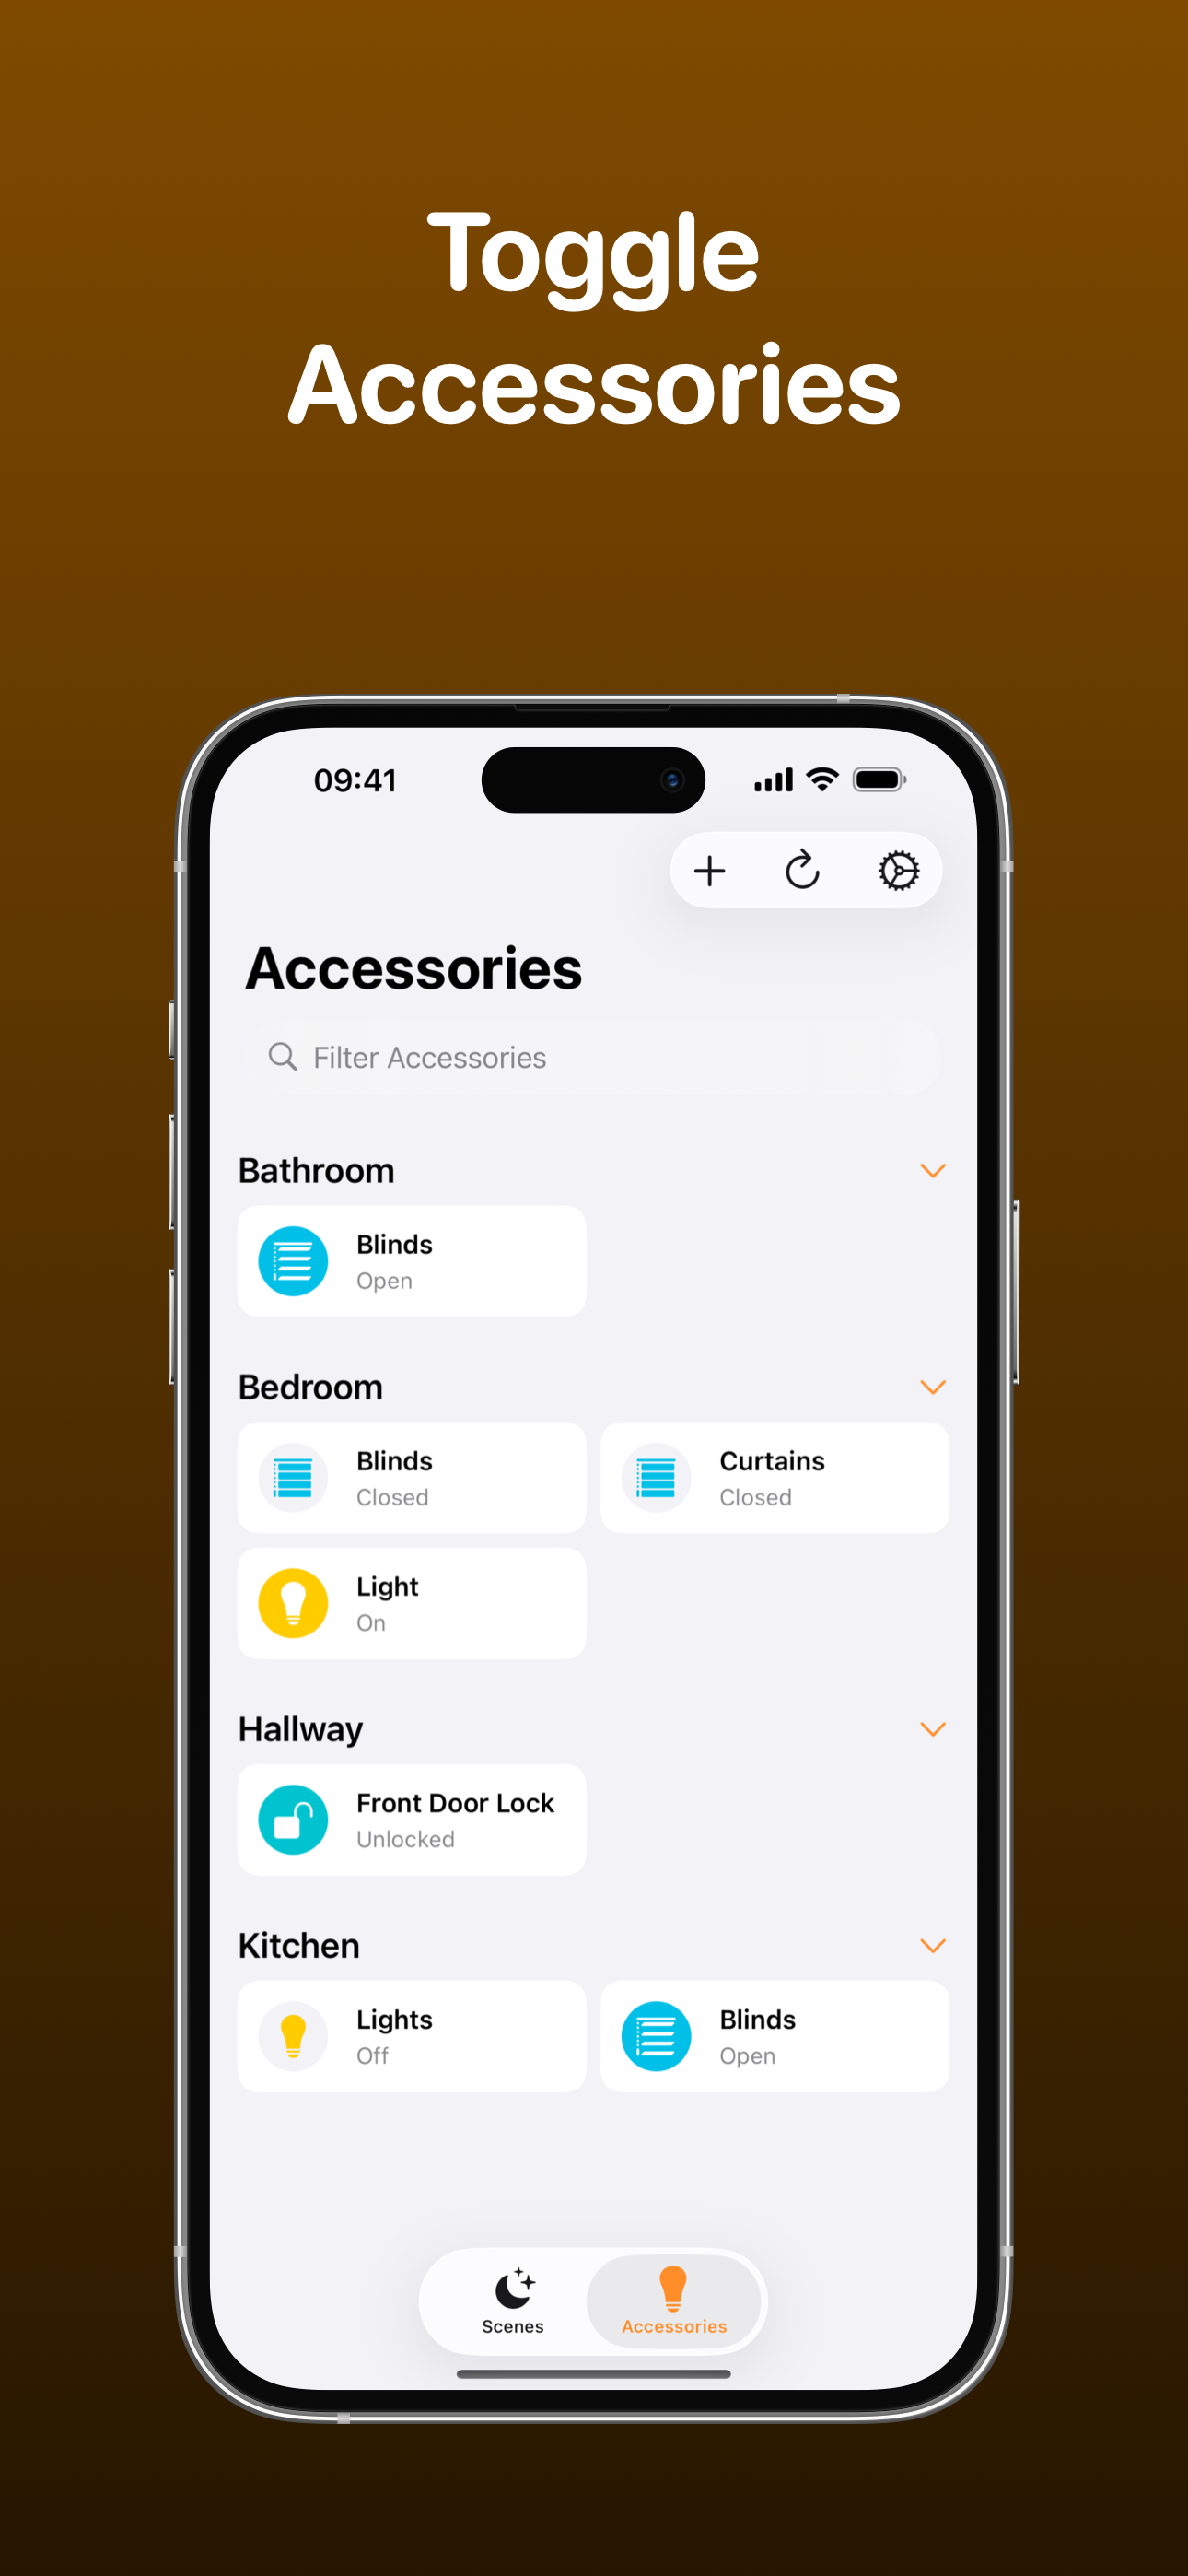 Toggle
Accessories
09:41
Accessories
Filter Accessories
Bathroom
Blinds
Open
Bedroom
Blinds
Closed
Curtains
Closed
Light
On
Hallway
Front Door Lock
Unlocked
Kitchen
Lights
Off
Blinds
Open
Scenes
Accessories